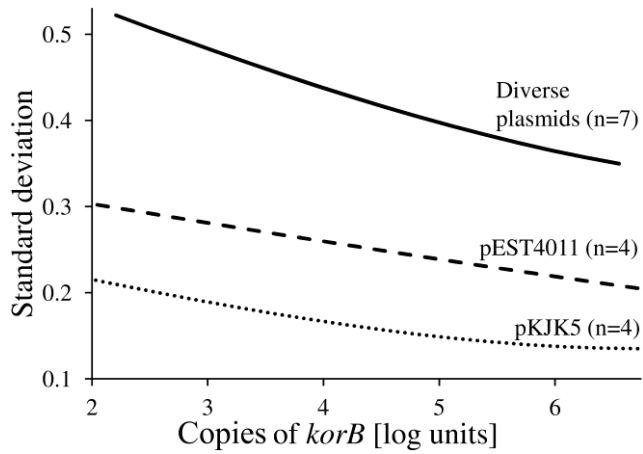 Standard deviation
0.5
0.4
0.3
0.2
0.1
Diverse
plasmids (n=7)
pEST4011 (n=4)
pKJK5 (n=4)
2 3 4 5 6
Copies of korB [log units]